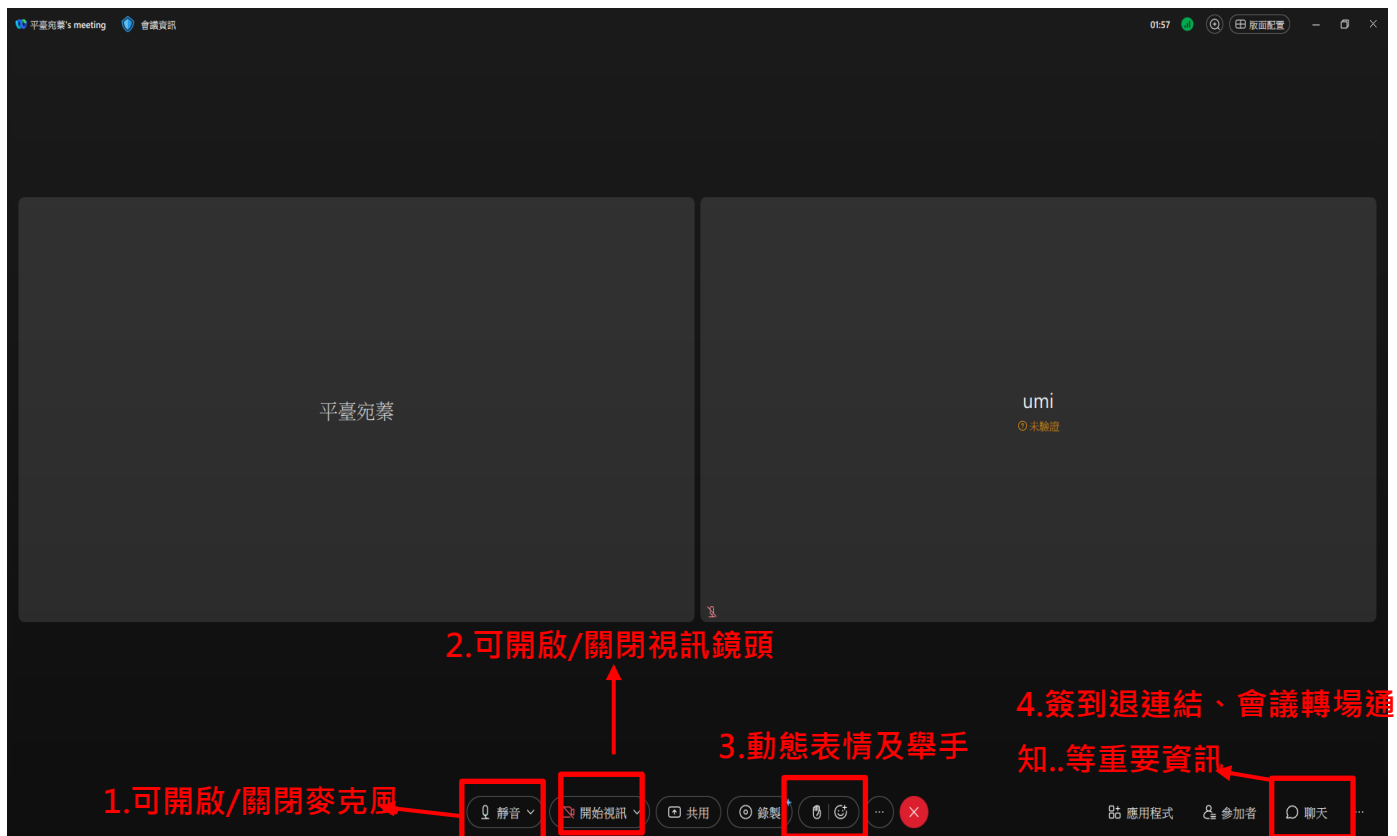 平臺宛蓁's meeting 會議資訊 01:57 版面配置
平臺宛蓁
umi
未驗證
2.可開啟/關閉視訊鏡頭
4.簽到退連結、會議轉場通
知..等重要資訊
3.動態表情及舉手
1.可開啟/關閉麥克風
靜音 開始視訊 共用 錄製 應用程式 參加者 聊天